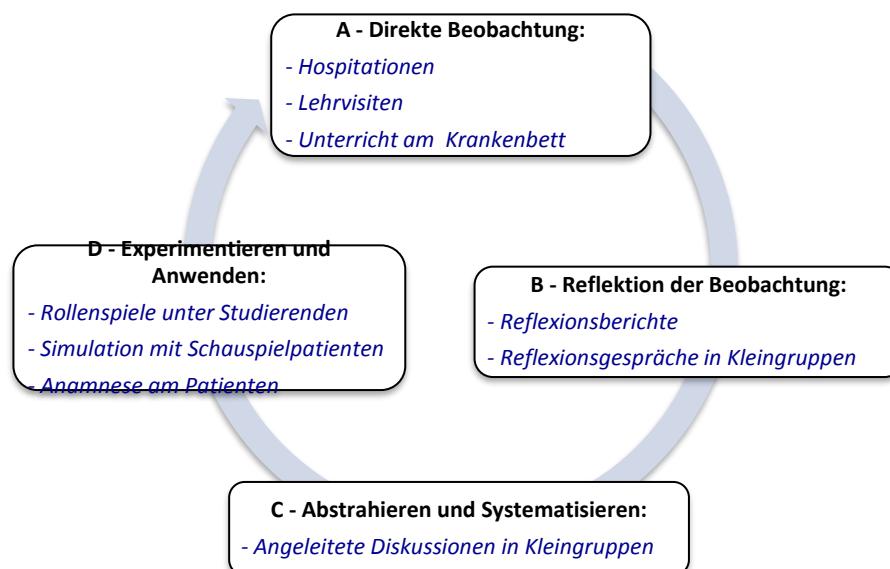 A - Direkte Beobachtung:
- Hospitationen
- Lehrvisiten
- Unterricht am Krankenbett
D - Experimentieren und
Anwenden:
- Rollenspiele unter Studierenden
- Simulation mit Schauspielpatienten
- Anamnese am Patienten
B - Reflektion der Beobachtung:
- Reflexionsberichte
- Reflexionsgespräche in Kleingruppen
C - Abstrahieren und Systematisieren:
- Angeleitete Diskussionen in Kleingruppen